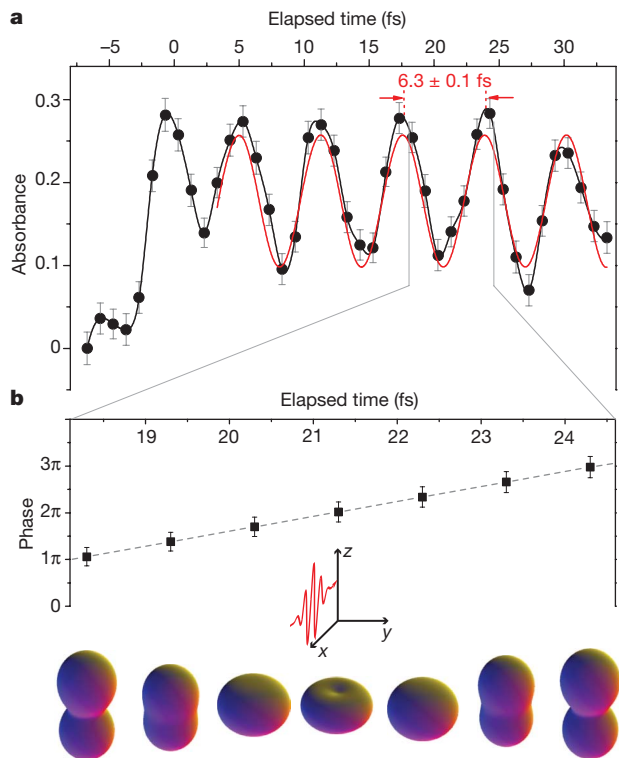 Elapsed time (fs)
a
−5 0 5 10 15 20 25 30
6.3 ± 0.1 fs
0.3
0.2
0.1
0
Absorbance
b
Elapsed time (fs)
19 20 21 22 23 24
3π
2π
1π
0
Phase
z
y
x